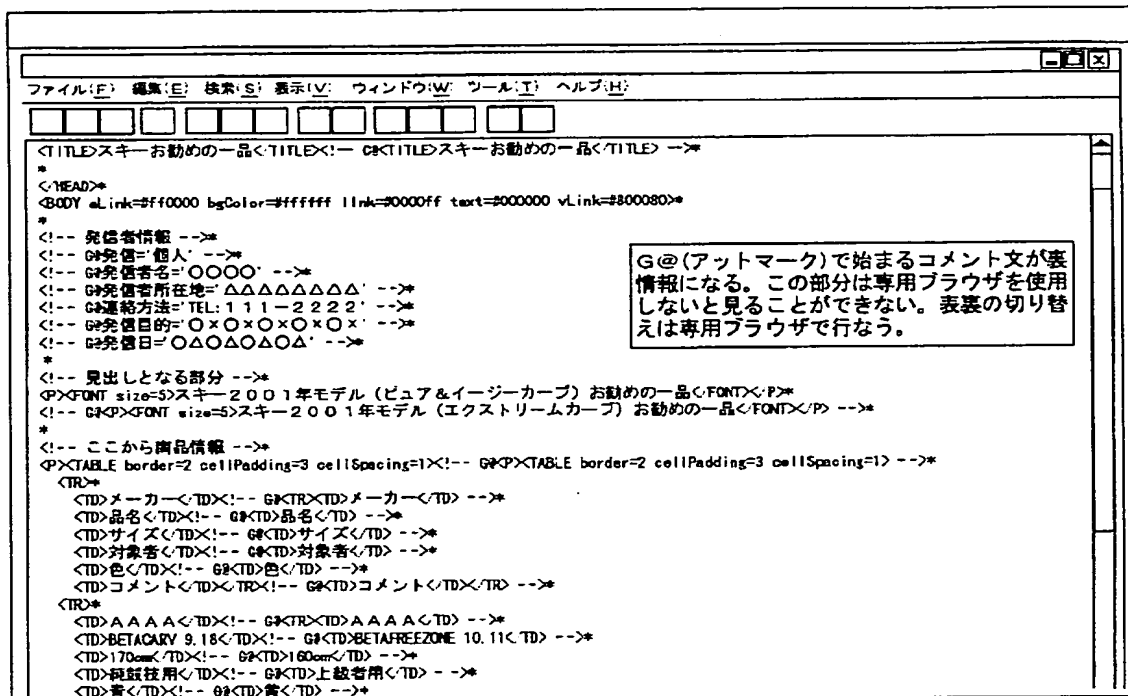 ファイル(F) 編集(E) 検索(S) 表示(V) ウィンドウ(W) ツール(T) ヘルプ(H)
<TITLE>スキーお勧めの一品</TITLE><!-- G@<TITLE>スキーお勧めの一品</TITLE> -->*
*
</HEAD>*
<BODY aLink=#ff0000 bgColor=#ffffff link=#0000ff text=#000000 vLink=#800080>*
*
<!-- 発信者情報 -->*
<!-- G@発信='個人' -->*
<!-- G@発信者名='〇〇〇〇' -->*
<!-- G@発信者所在地='△△△△△△△△' -->*
<!-- G@連絡方法='TEL:111-2222' -->*
<!-- G@発信目的='〇×〇×〇×〇×〇×' -->*
<!-- G@発信日='〇△〇△〇△〇△' -->*
G@(アットマーク)で始まるコメント文が裏
情報になる。この部分は専用ブラウザを使用
しないと見ることができない。表裏の切り替
えは専用ブラウザで行なう。
*
<!-- 見出しとなる部分 -->*
<P><FONT size=5>スキー2001年モデル(ピュア&イージーカーブ)お勧めの一品</FONT></P>*
<!-- G@<P><FONT size=5>スキー2001年モデル(エクストリームカーブ)お勧めの一品</FONT></P> -->*
*
<!-- ここから商品情報 -->*
<P><TABLE border=2 cellPadding=3 cellSpacing=1><!-- G@<P><TABLE border=2 cellPadding=3 cellSpacing=1> -->*
<TR>*
<TD>メーカー</TD><!-- G@<TR><TD>メーカー</TD> -->*
<TD>品名</TD><!-- G@<TD>品名</TD> -->*
<TD>サイズ</TD><!-- G@<TD>サイズ</TD> -->*
<TD>対象者</TD><!-- G@<TD>対象者</TD> -->*
<TD>色</TD><!-- G@<TD>色</TD> -->*
<TD>コメント</TD></TR><!-- G@<TD>コメント</TD></TR> -->*
<TR>*
<TD>AAAA</TD><!-- G@<TR><TD>AAAA</TD> -->*
<TD>BETACARV 9.18</TD><!-- G@<TD>BETAFREEZONE 10.11</TD> -->*
<TD>170cm</TD><!-- G@<TD>160cm</TD> -->*
<TD>純競技用</TD><!-- G@<TD>上級者用</TD> -->*
<TD>青</TD><!-- G@<TD>黄</TD> -->*